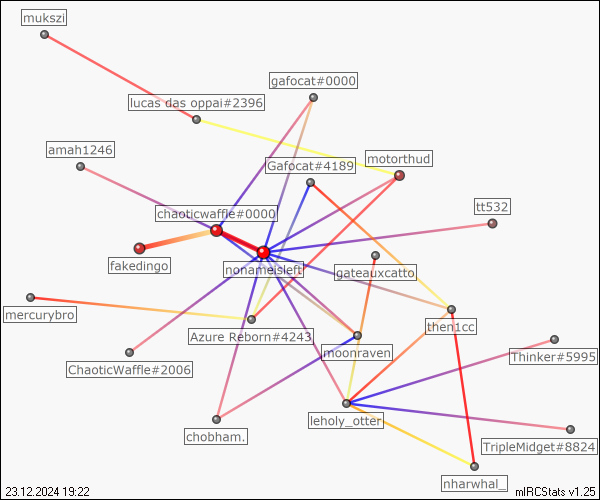 mukszi
gafocat#0000
lucas das oppai#2396
amah1246
motorthud
Gafocat#4189
chaoticwaffle#0000
tt532
fakedingo
nonameisleft
gateauxcatto
mercurybro
Azure Reborn#4243
then1cc
moonraven
Thinker#5995
ChaoticWaffle#2006
leholy_otter
chobham.
TripleMidget#8824
nharwhal_
23.12.2024 19:22
mIRCStats v1.25